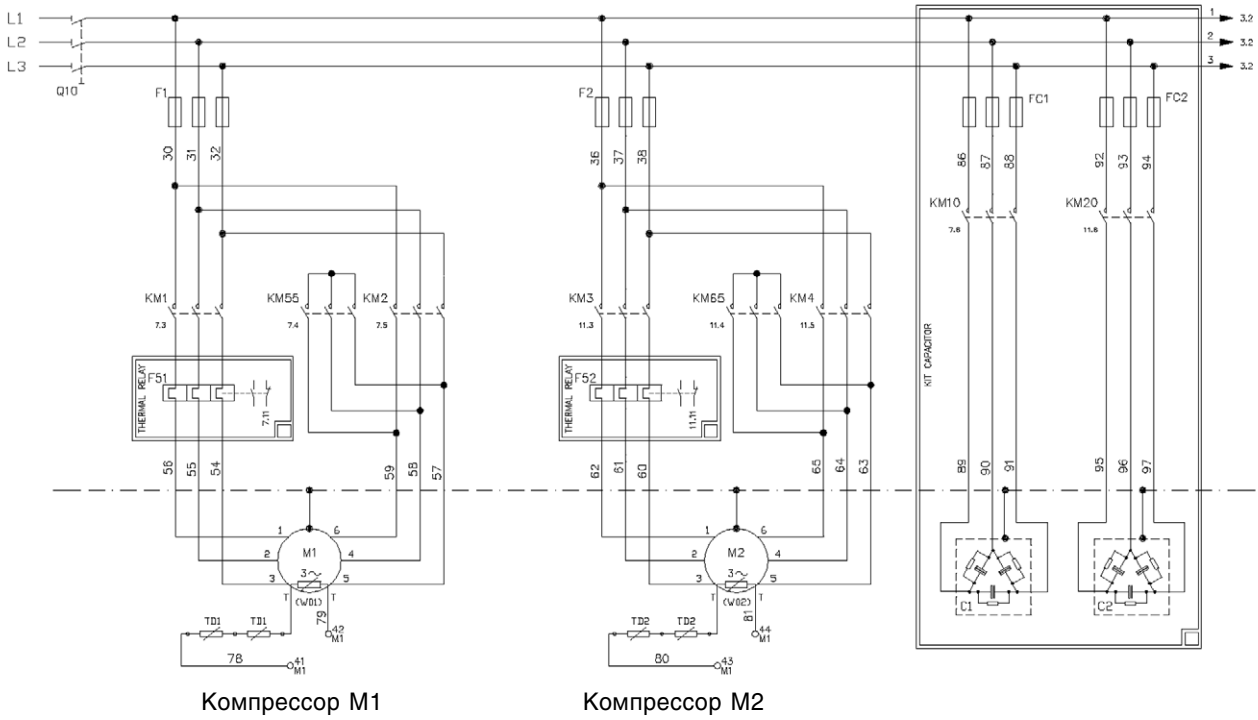 L1
L2
L3
Q10
1 3.2
2 3.2
3 3.2
F1
F2
FC1
FC2
30 31 32
36 37 38
86 87 88
92 93 94
KM10
7.6
KM20
11.6
KM1
7.3
KM55
7.4
KM2
7.5
KM3
11.3
KM65
11.4
KM4
11.5
KIT CAPACITOR
THERMAL RELAY
F51
7.11
THERMAL RELAY
F52
11.11
56 55 54
59 58 57
62 61 60
65 64 63
89 90 91
95 96 97
1 6
2 M1 4
3 3~ 5
T (WD1) T
1 6
2 M2 4
3 3~ 5
T (WD2) T
C1
C2
TD1 TD1
79
42
M1
78
41
M1
TD2 TD2
81
44
M1
80
43
M1
Компрессор М1
Компрессор М2